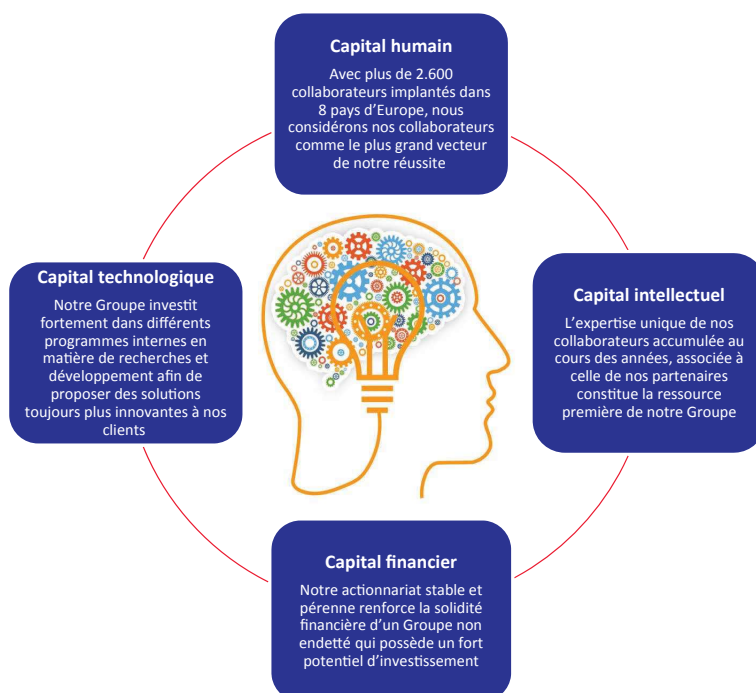 Capital humain
Avec plus de 2.600
collaborateurs implantés dans
8 pays d’Europe, nous
considérons nos collaborateurs
comme le plus grand vecteur
de notre réussite
Capital technologique
Notre Groupe investit
fortement dans différents
programmes internes en
matière de recherches et
développement afin de
proposer des solutions
toujours plus innovantes à nos
clients
Capital intellectuel
L’expertise unique de nos
collaborateurs accumulée au
cours des années, associée à
celle de nos partenaires
constitue la ressource
première de notre Groupe
Capital financier
Notre actionnariat stable et
pérenne renforce la solidité
financière d’un Groupe non
endetté qui possède un fort
potentiel d’investissement